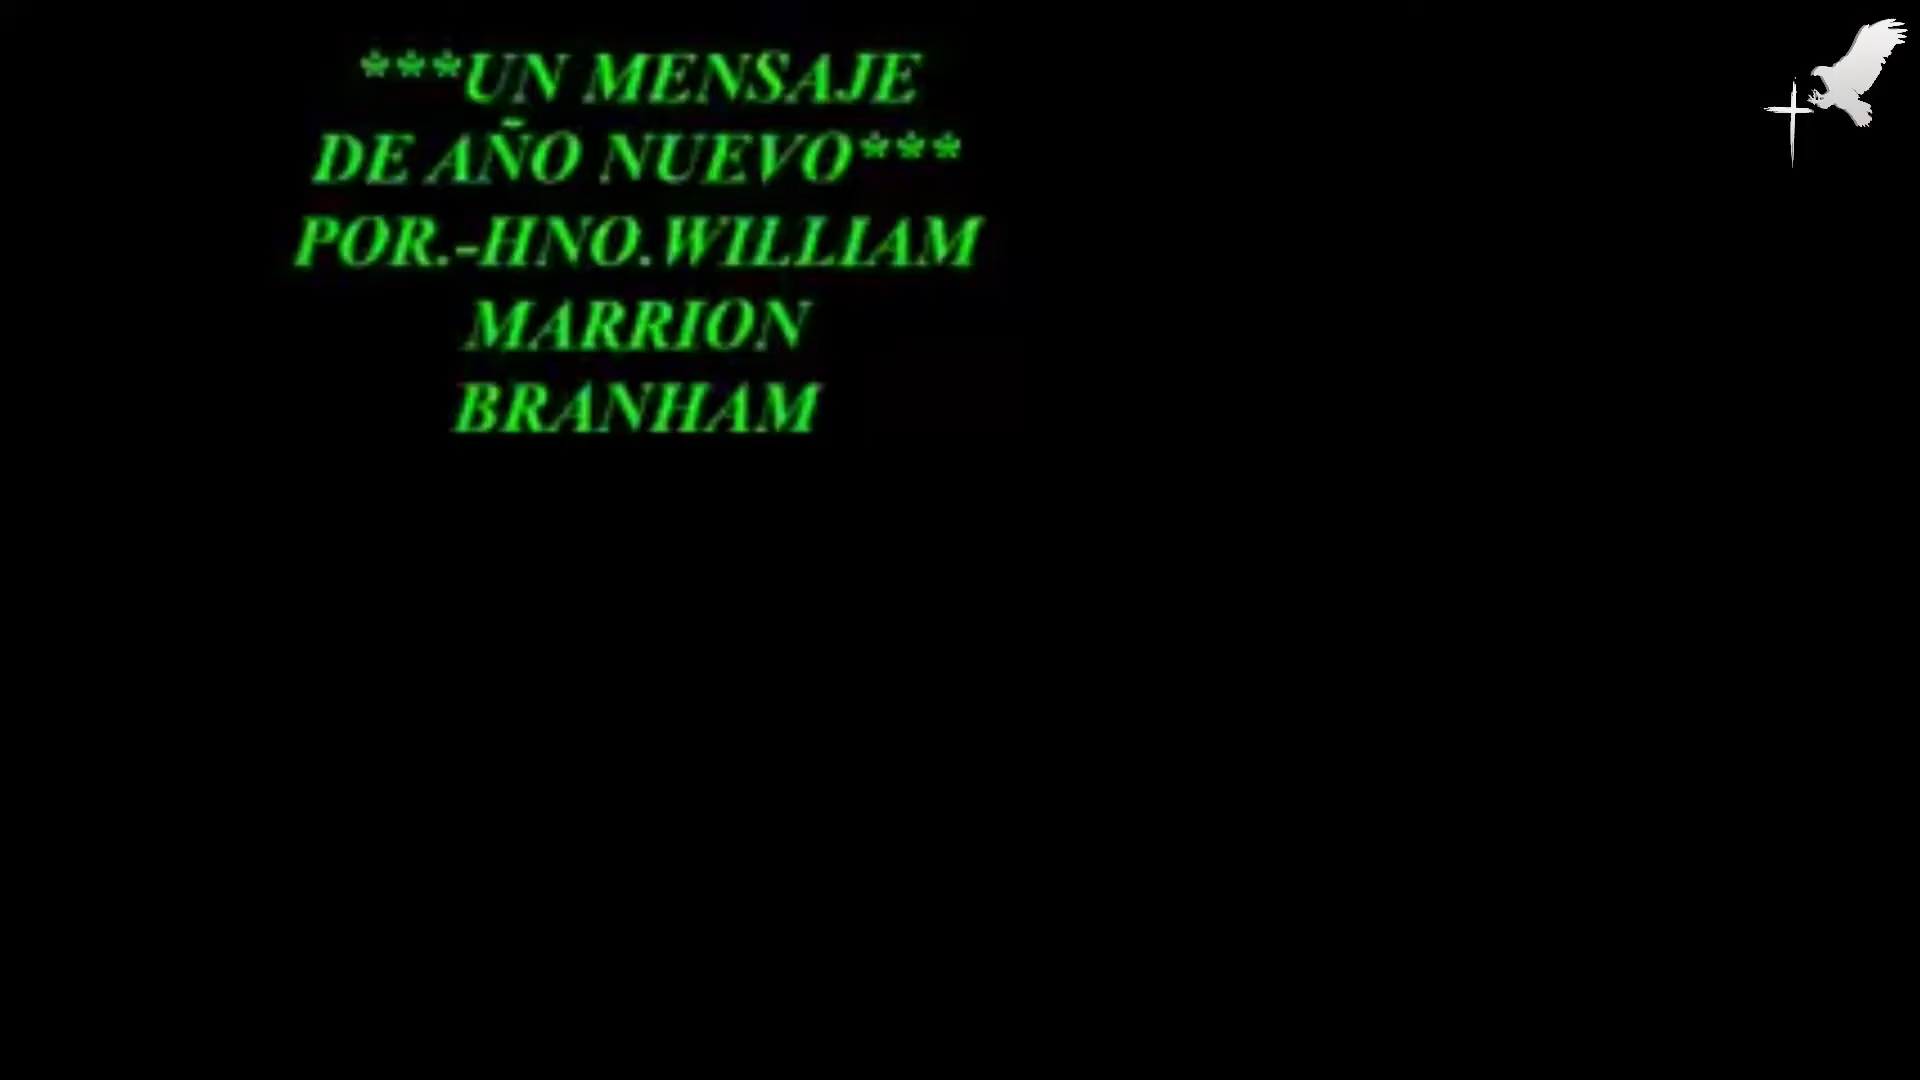 ***UN MENSAJE
DE AÑO NUEVO***
POR.-HNO.WILLIAM
MARRION
BRANHAM